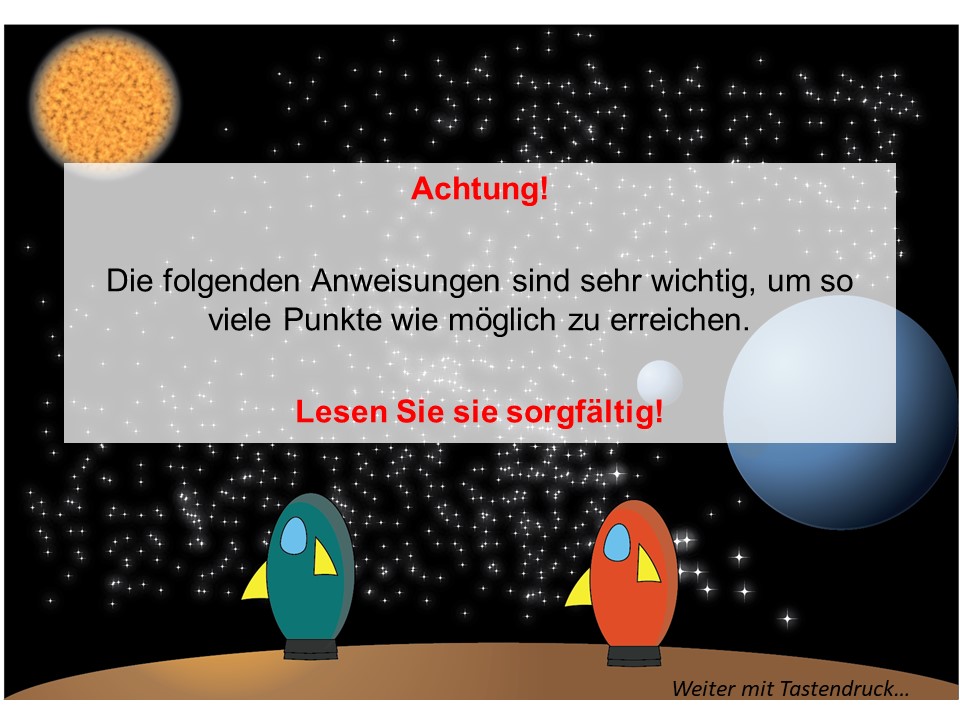 Achtung!
Die folgenden Anweisungen sind sehr wichtig, um so
viele Punkte wie möglich zu erreichen.
Lesen Sie sie sorgfältig!
Weiter mit Tastendruck...